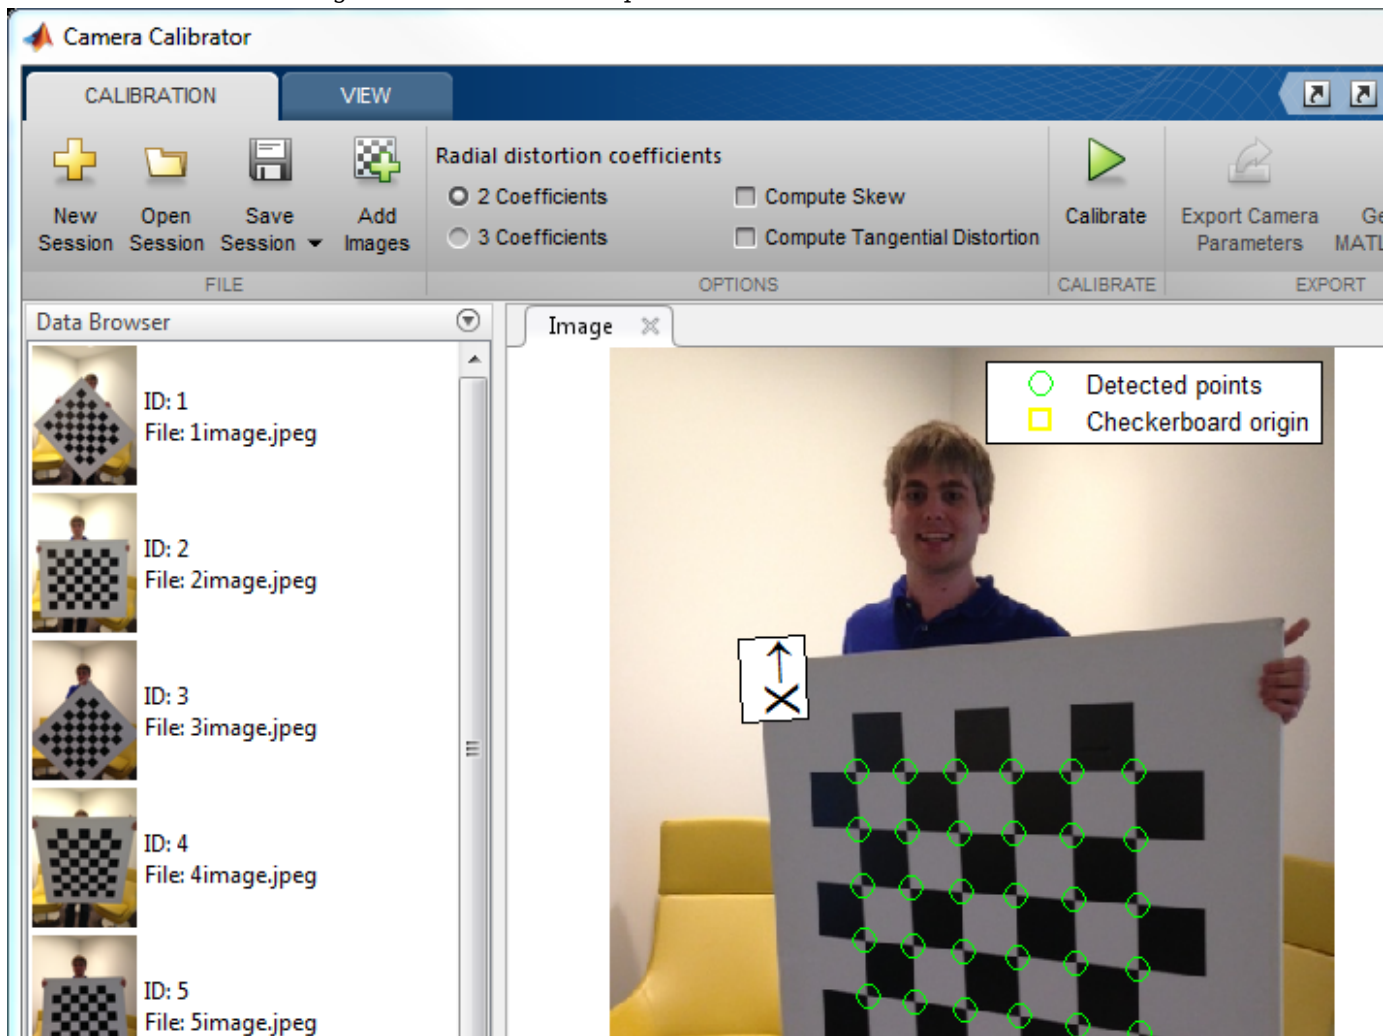 Camera Calibrator
CALIBRATION
VIEW
New Session
Open Session
Save Session
Add Images
FILE
Radial distortion coefficients
2 Coefficients
3 Coefficients
Compute Skew
Compute Tangential Distortion
OPTIONS
Calibrate
CALIBRATE
Export Camera Parameters
Ge
MATL
EXPORT
Data Browser
ID: 1
File: 1image.jpeg
ID: 2
File: 2image.jpeg
ID: 3
File: 3image.jpeg
ID: 4
File: 4image.jpeg
ID: 5
File: 5image.jpeg
Image
Detected points
Checkerboard origin
X